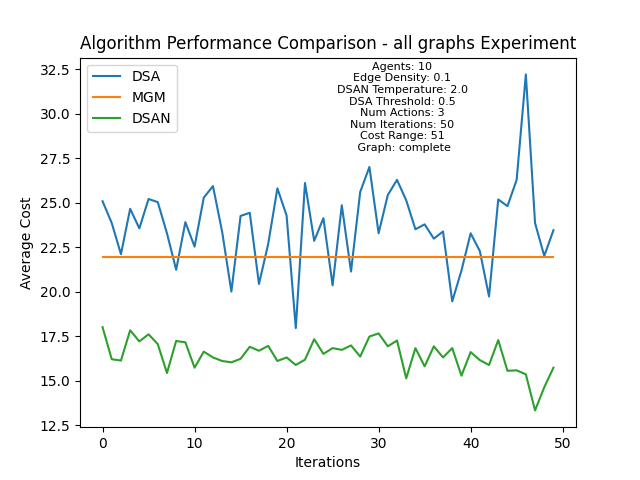 Algorithm Performance Comparison - all graphs Experiment
DSA
MGM
DSAN
Agents: 10
Edge Density: 0.1
DSAN Temperature: 2.0
DSA Threshold: 0.5
Num Actions: 3
Num Iterations: 50
Cost Range: 51
Graph: complete
Average Cost
32.5
30.0
27.5
25.0
22.5
20.0
17.5
15.0
12.5
0 10 20 30 40 50
Iterations